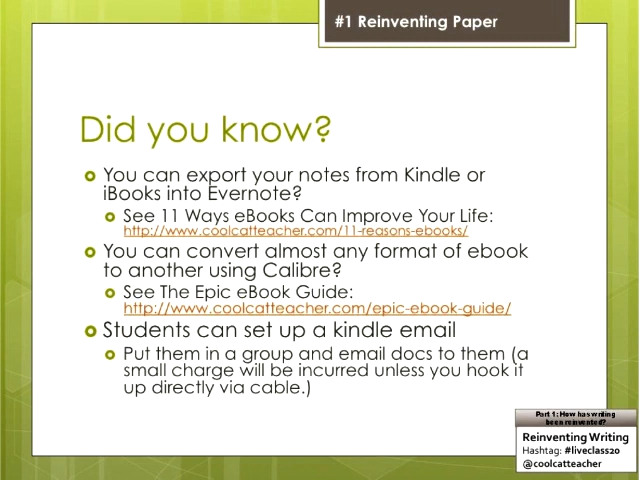 #1 Reinventing Paper
Did you know?
You can export your notes from Kindle or
iBooks into Evernote?
See 11 Ways eBooks Can Improve Your Life:
http://www.coolcatteacher.com/11-reasons-ebooks/
You can convert almost any format of ebook
to another using Calibre?
See The Epic eBook Guide:
http://www.coolcatteacher.com/epic-ebook-guide/
Students can set up a kindle email
Put them in a group and email docs to them (a
small charge will be incurred unless you hook it
up directly via cable.)
Part 1: How has writing
been reinvented?
Reinventing Writing
Hashtag: #liveclass20
@coolcatteacher